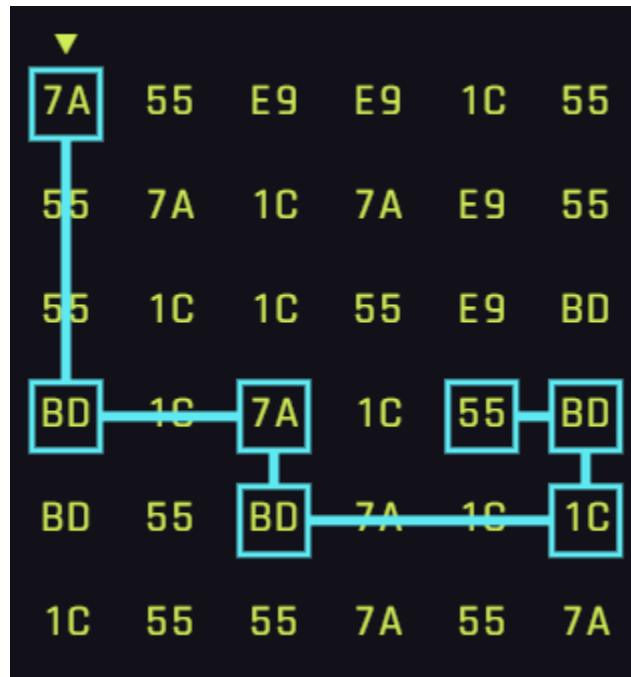 7A 55 E9 E9 1C 55
55 7A 1C 7A E9 55
55 1C 1C 55 E9 BD
BD 1C 7A 1C 55 BD
BD 55 BD 7A 1C 1C
1C 55 55 7A 55 7A